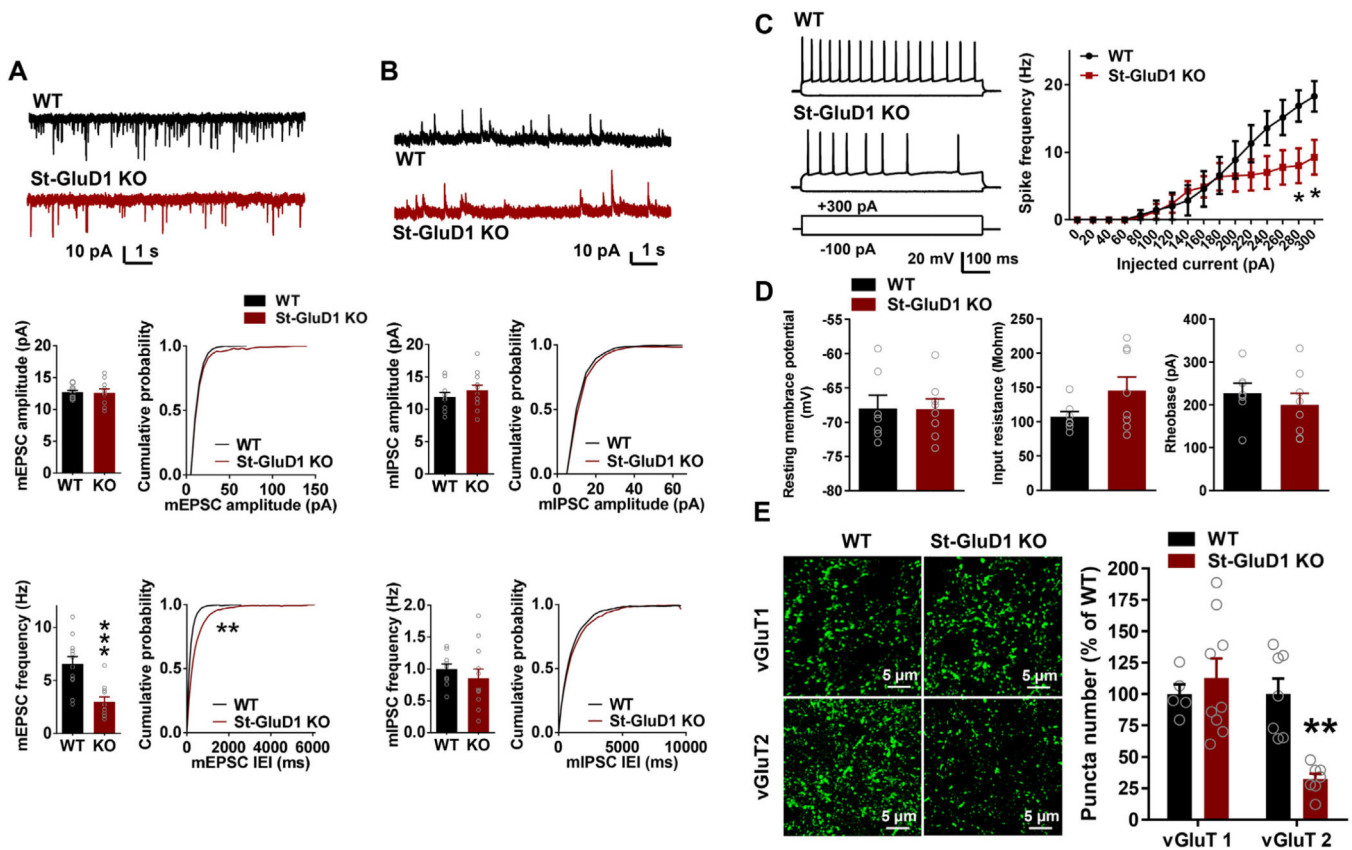 A
WT
St-GluD1 KO
10 pA
1 s
WT
St-GluD1 KO
mEPSC amplitude (pA)
20
15
10
5
0
WT
KO
Cumulative probability
1.0
0.5
0.0
WT
St-GluD1 KO
0
50
100
150
mEPSC amplitude (pA)
mEPSC frequency (Hz)
10
5
0
***
WT
KO
Cumulative probability
1.0
0.5
0.0
**
WT
St-GluD1 KO
0
2000
4000
6000
mEPSC IEI (ms)
B
WT
St-GluD1 KO
10 pA
1 s
mIPSC amplitude (pA)
20
15
10
5
0
WT
KO
Cumulative probability
1.0
0.5
0.0
WT
St-GluD1 KO
0
20
40
60
mIPSC amplitude (pA)
mIPSC frequency (Hz)
2.0
1.5
1.0
0.5
0.0
WT
KO
Cumulative probability
1.0
0.5
0.0
WT
St-GluD1 KO
0
5000
10000
mIPSC IEI (ms)
C
WT
St-GluD1 KO
+300 pA
-100 pA
20 mV
100 ms
Spike frequency (Hz)
20
10
0
WT
St-GluD1 KO
*
*
0
20
40
60
80
100
120
140
160
180
200
220
240
260
280
300
Injected current (pA)
D
WT
St-GluD1 KO
Resting membrace potential
(mV)
-55
-60
-65
-70
-75
-80
Input resistance (Mohm)
250
200
150
100
50
0
Rheobase (pA)
400
300
200
100
0
E
WT
St-GluD1 KO
vGluT1
5 µm
5 µm
vGluT2
5 µm
5 µm
WT
St-GluD1 KO
Puncta number (% of WT)
200
175
150
125
100
75
50
25
0
**
vGluT 1
vGluT 2